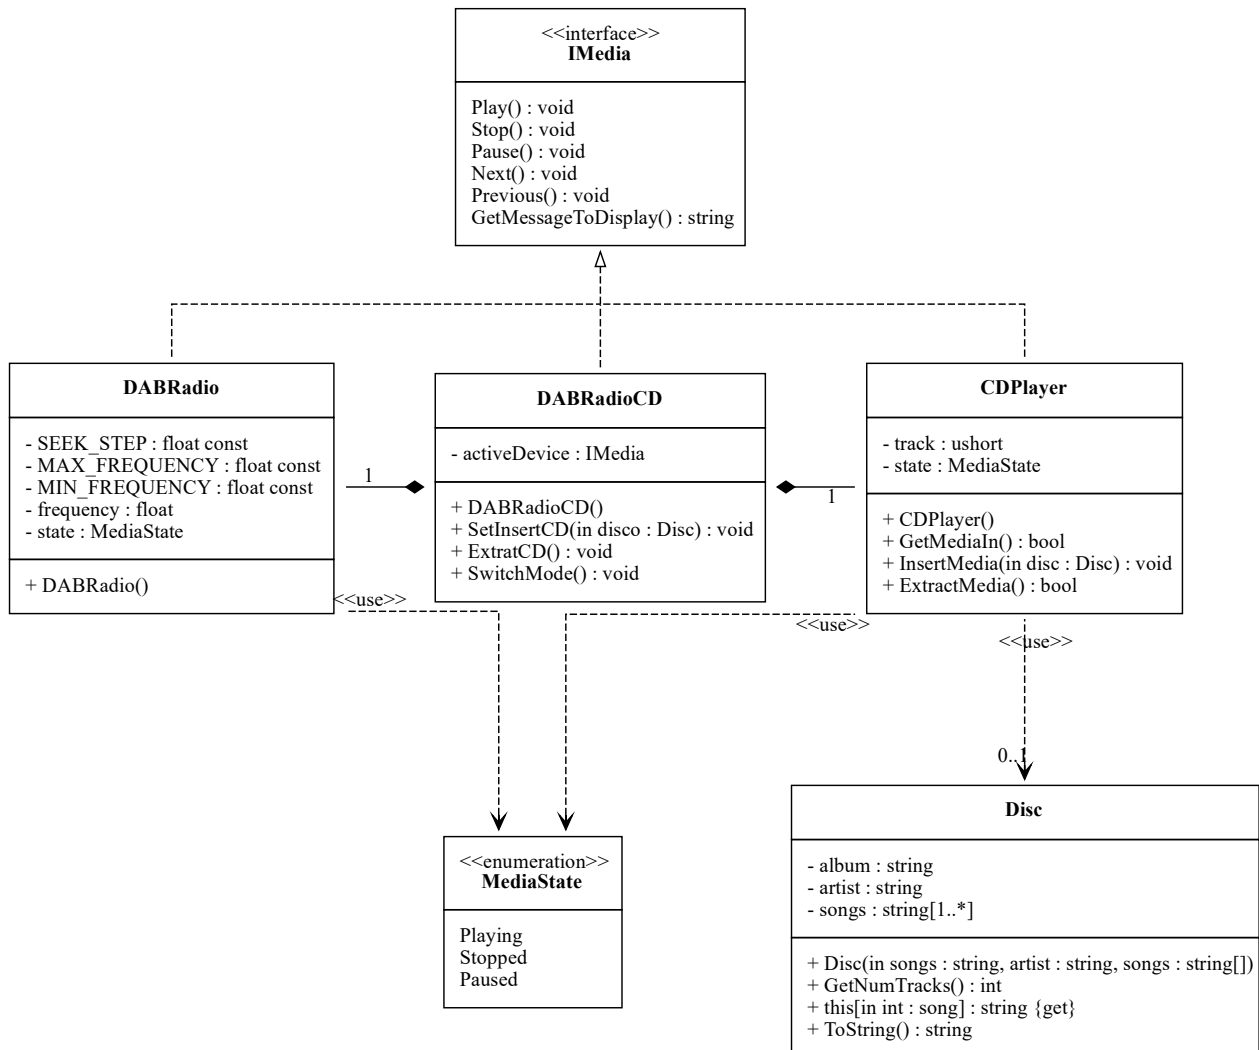 <<interface>>
IMedia
Play() : void
Stop() : void
Pause() : void
Next() : void
Previous() : void
GetMessageToDisplay() : string
DABRadio
- SEEK_STEP : float const
- MAX_FREQUENCY : float const
- MIN_FREQUENCY : float const
- frequency : float
- state : MediaState
+ DABRadio()
1
DABRadioCD
- activeDevice : IMedia
+ DABRadioCD()
+ SetInsertCD(in disco : Disc) : void
+ ExtratCD() : void
+ SwitchMode() : void
1
CDPlayer
- track : ushort
- state : MediaState
+ CDPlayer()
+ GetMediaIn() : bool
+ InsertMedia(in disc : Disc) : void
+ ExtractMedia() : bool
<<use>>
<<use>>
<<use>>
0..1
<<enumeration>>
MediaState
Playing
Stopped
Paused
Disc
- album : string
- artist : string
- songs : string[1..*]
+ Disc(in songs : string, artist : string, songs : string[])
+ GetNumTracks() : int
+ this[in int : song] : string {get}
+ ToString() : string